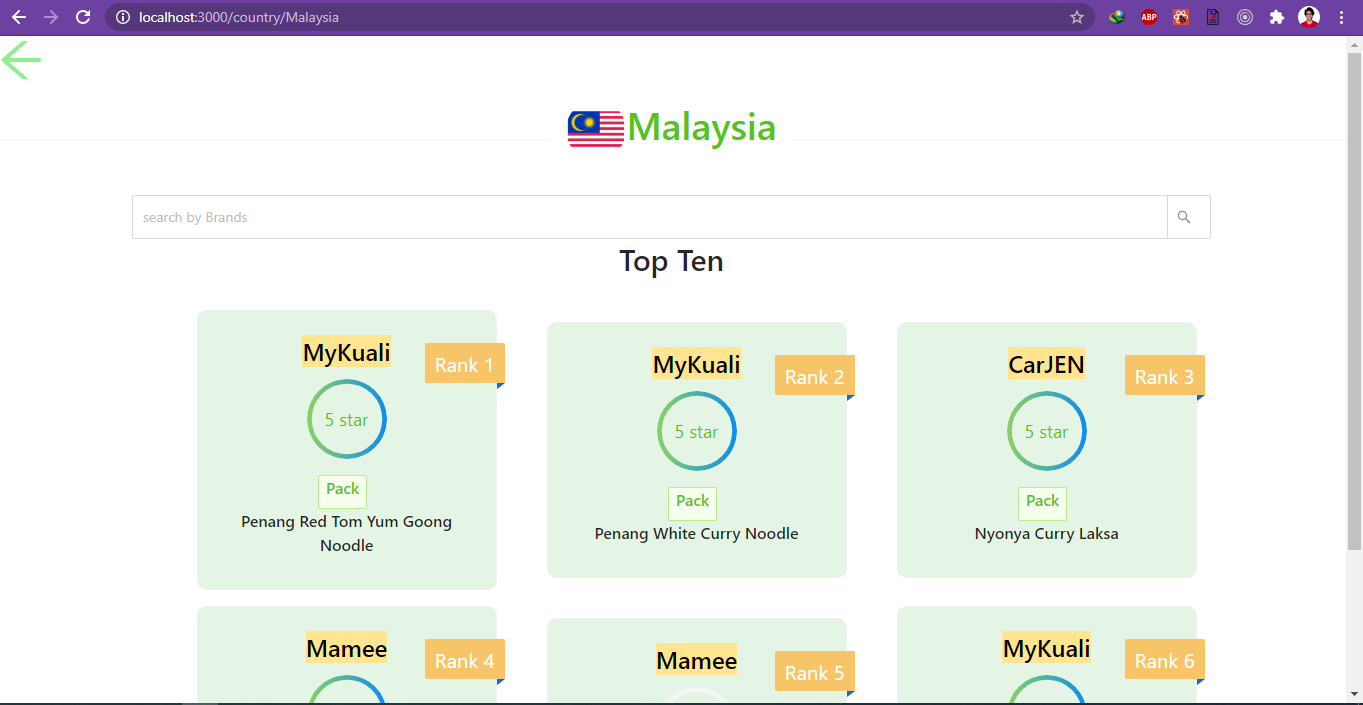 localhost:3000/country/Malaysia
ABP
Malaysia
search by Brands
Top Ten
MyKuali
Rank 1
5 star
Pack
Penang Red Tom Yum Goong
Noodle
MyKuali
Rank 2
5 star
Pack
Penang White Curry Noodle
CarJEN
Rank 3
5 star
Pack
Nyonya Curry Laksa
Mamee
Rank 4
Mamee
Rank 5
MyKuali
Rank 6